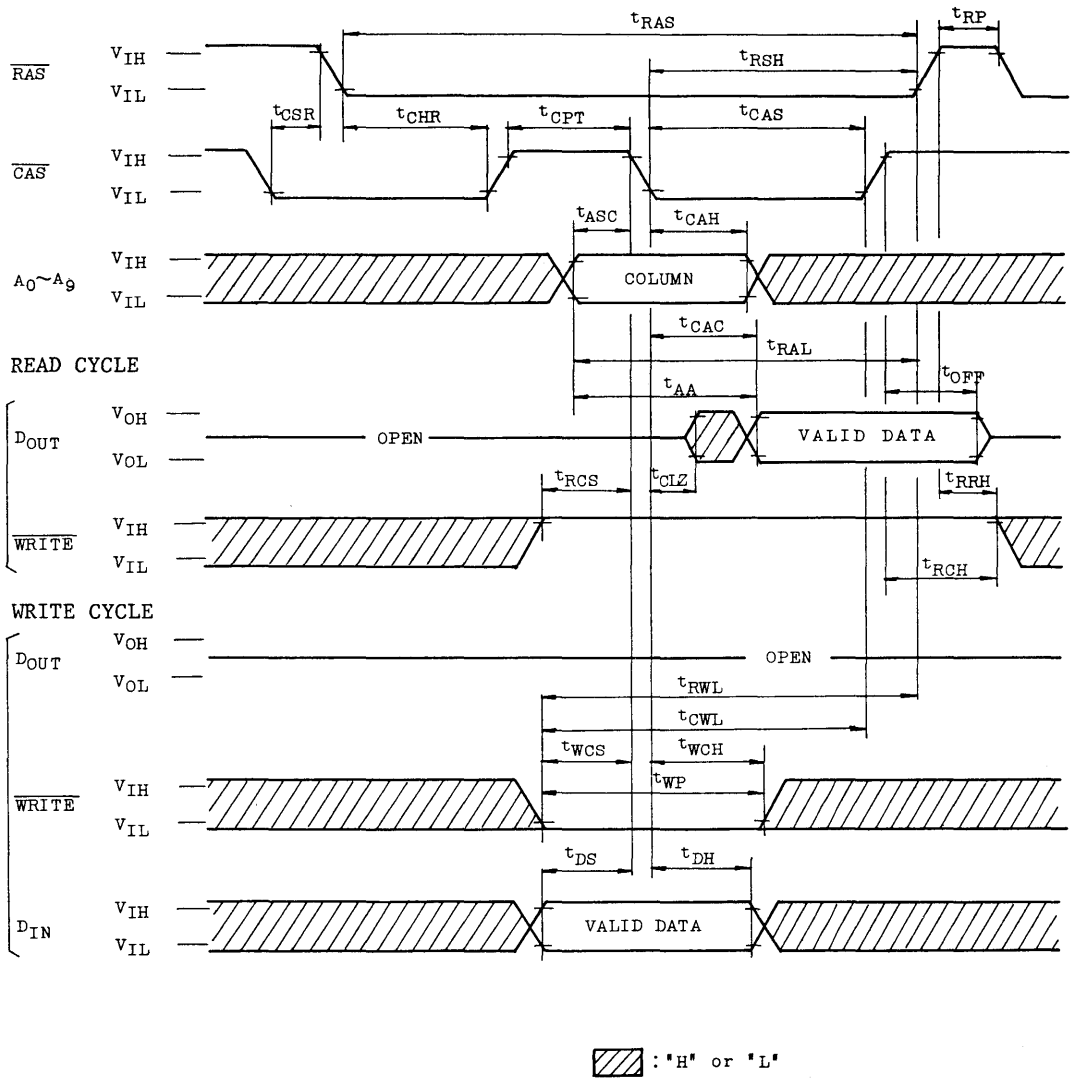 tRAS
tRP
RAS
VIH
VIL
tRSH
tCSR
tCHR
tCPT
tCAS
CAS
VIH
VIL
tASC
tCAH
A0~A9
VIH
VIL
COLUMN
tCAC
tRAL
READ CYCLE
tAA
tOFF
DOUT
VOH
VOL
OPEN
VALID DATA
tRCS
tCLZ
tRRH
WRITE
VIH
VIL
tRCH
WRITE CYCLE
DOUT
VOH
VOL
OPEN
tRWL
tCWL
tWCS
tWCH
tWP
WRITE
VIH
VIL
tDS
tDH
DIN
VIH
VIL
VALID DATA
:"H" or "L"